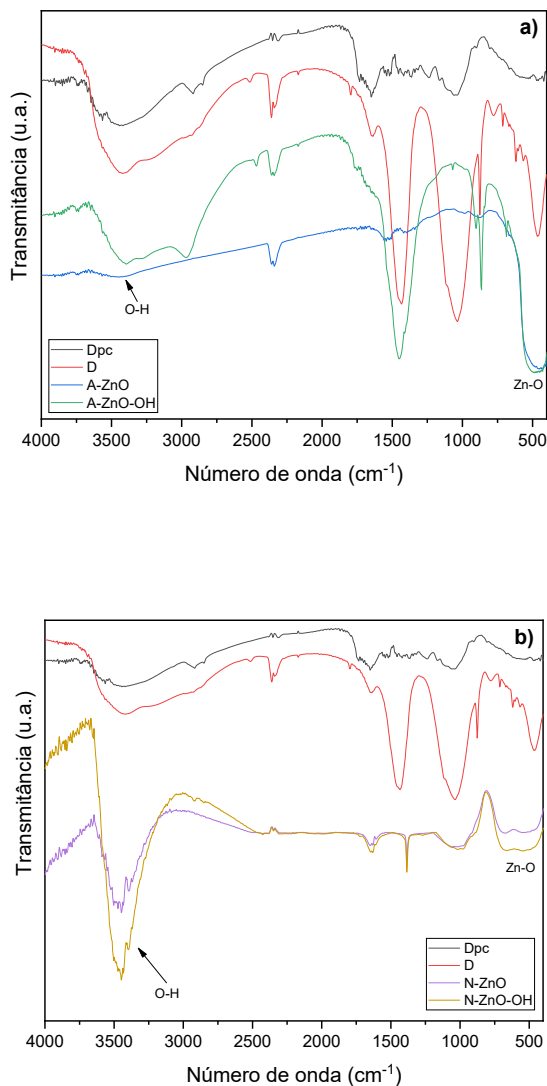 a)
Transmitância (u.a.)
O-H
Dpc
D
A-ZnO
A-ZnO-OH
Zn-O
4000 3500 3000 2500 2000 1500 1000 500
Número de onda (cm⁻¹)
b)
Transmitância (u.a.)
Zn-O
O-H
Dpc
D
N-ZnO
N-ZnO-OH
4000 3500 3000 2500 2000 1500 1000 500
Número de onda (cm⁻¹)